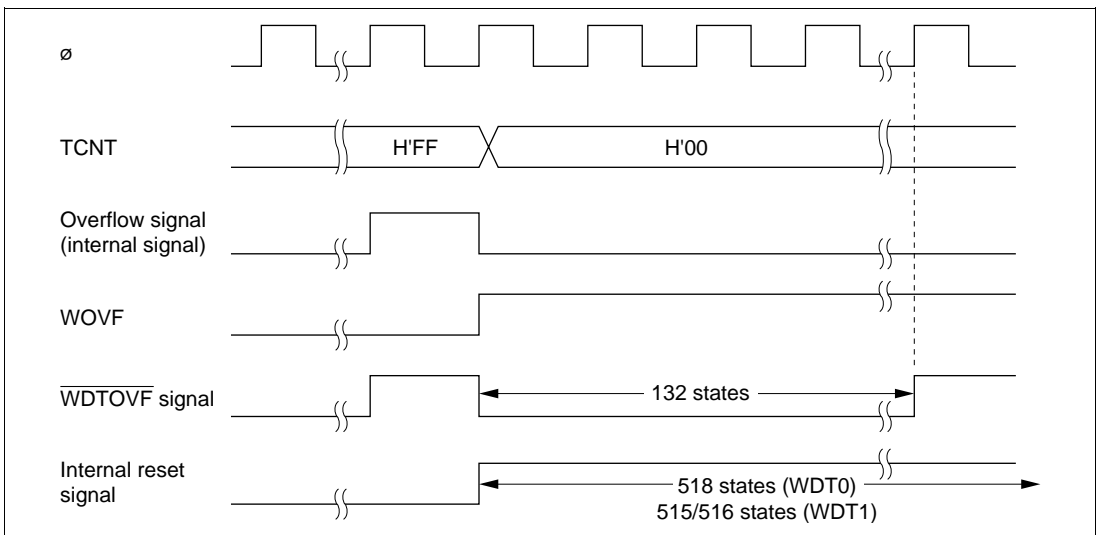 ø
TCNT
H'FF
H'00
Overflow signal
(internal signal)
WOVF
WDTOVF signal
132 states
Internal reset
signal
518 states (WDT0)
515/516 states (WDT1)